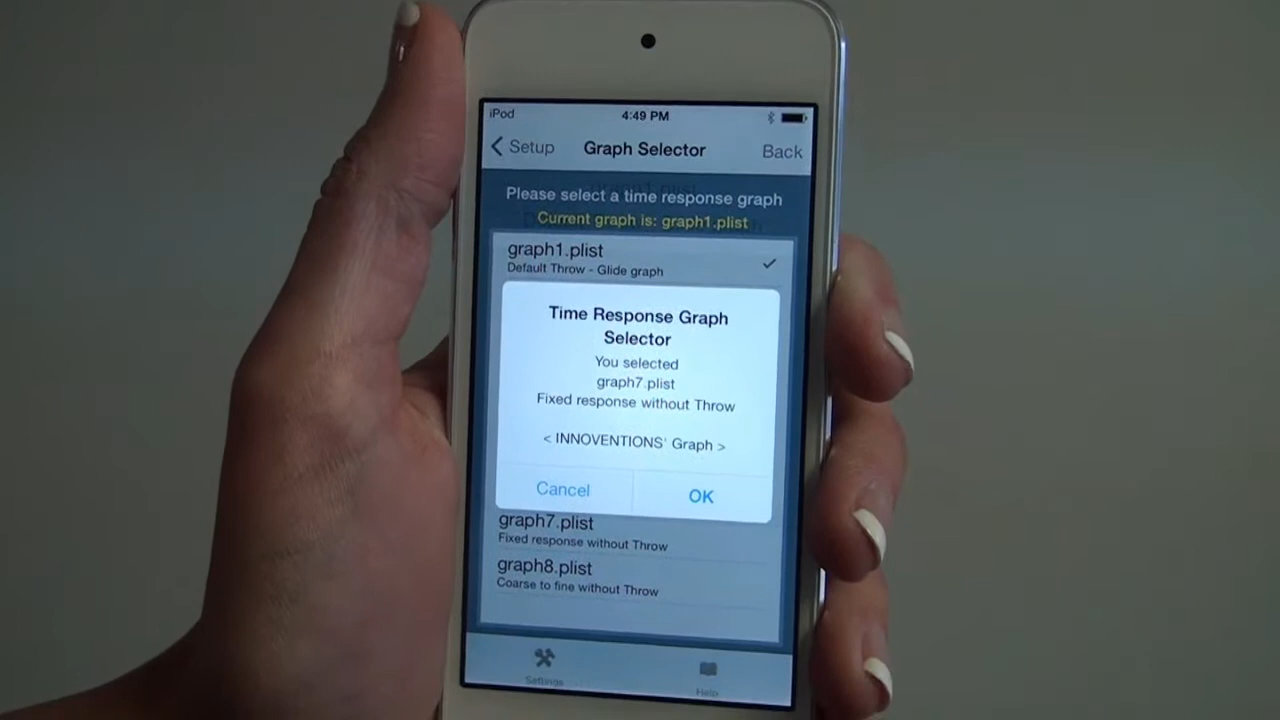 iPod 4:49 PM
Setup Graph Selector Back
Please select a time response graph
Current graph is: graph1.plist
graph1.plist
Default Throw - Glide graph
Time Response Graph
Selector
You selected
graph7.plist
Fixed response without Throw
< INNOVENTIONS' Graph >
Cancel OK
graph7.plist
Fixed response without Throw
graph8.plist
Coarse to fine without Throw
Settings Help